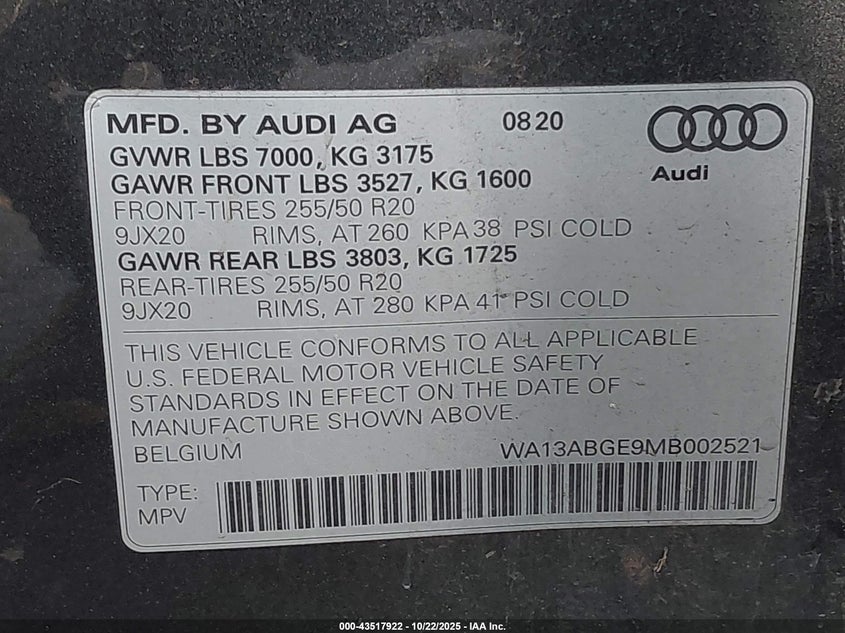 MFD. BY AUDI AG 08 20
Audi
GVWR LBS 7000, KG 3175
GAWR FRONT LBS 3527, KG 1600
FRONT-TIRES 255/50 R20
9JX20 RIMS, AT 260 KPA 38 PSI COLD
GAWR REAR LBS 3803, KG 1725
REAR-TIRES 255/50 R20
9JX20 RIMS, AT 280 KPA 41 PSI COLD
THIS VEHICLE CONFORMS TO ALL APPLICABLE
U.S. FEDERAL MOTOR VEHICLE SAFETY
STANDARDS IN EFFECT ON THE DATE OF
MANUFACTURE SHOWN ABOVE.
BELGIUM WA13ABGE9MB002521
TYPE:
MPV
000-43517922 - 10/22/2025 - IAA Inc.